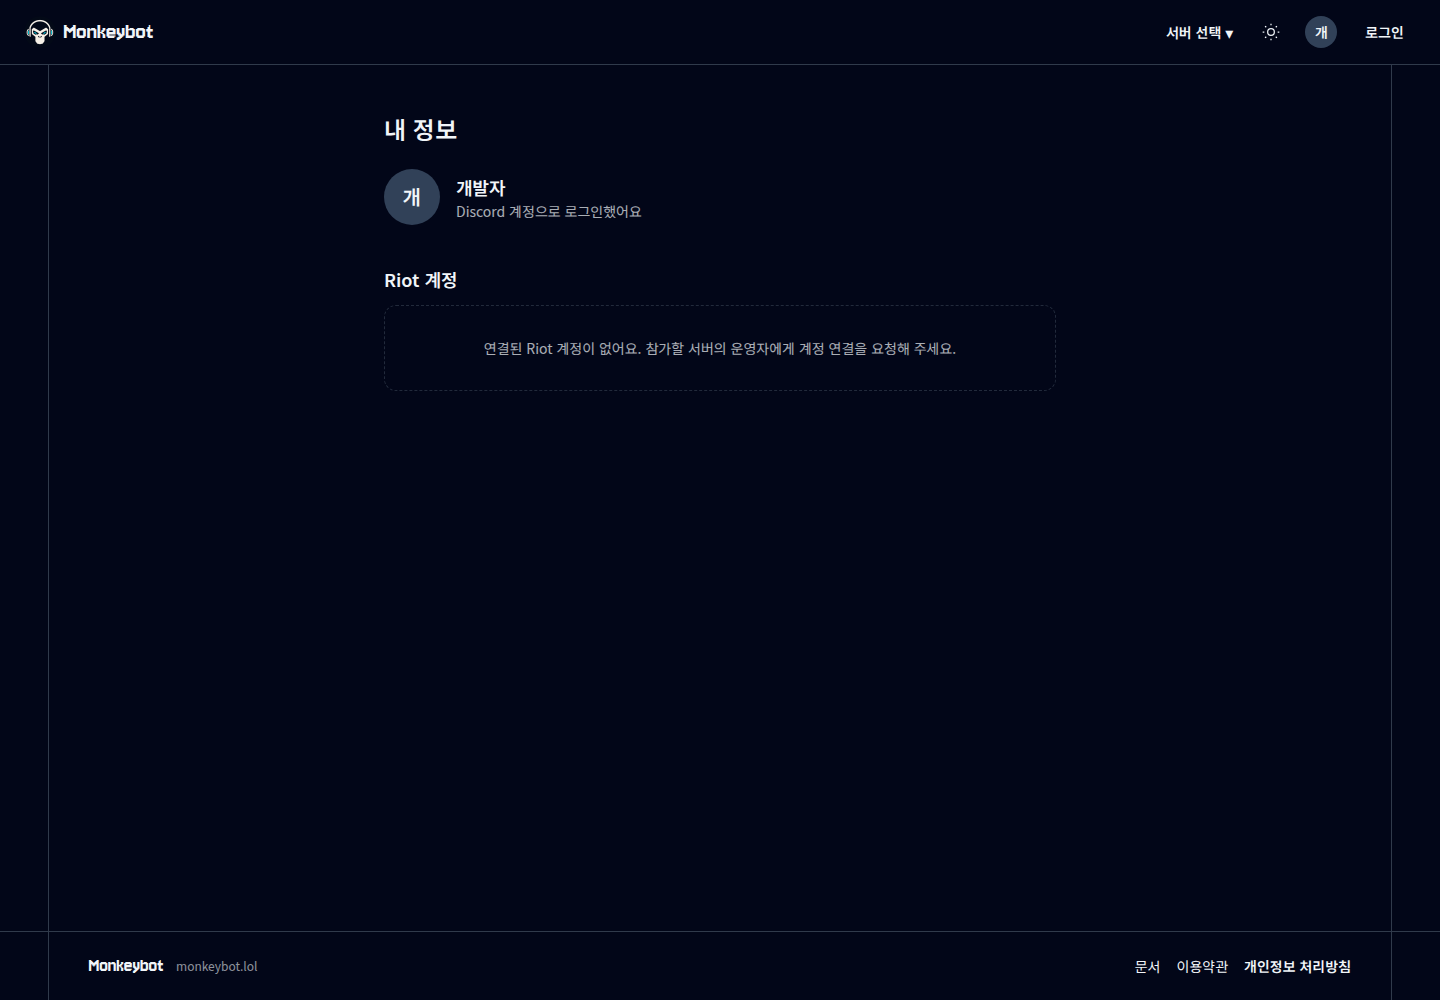 Monkeybot
서버 선택 ▾
개
로그인
내 정보
개
개발자
Discord 계정으로 로그인했어요
Riot 계정
연결된 Riot 계정이 없어요. 참가할 서버의 운영자에게 계정 연결을 요청해 주세요.
Monkeybot monkeybot.lol
문서 이용약관 개인정보 처리방침